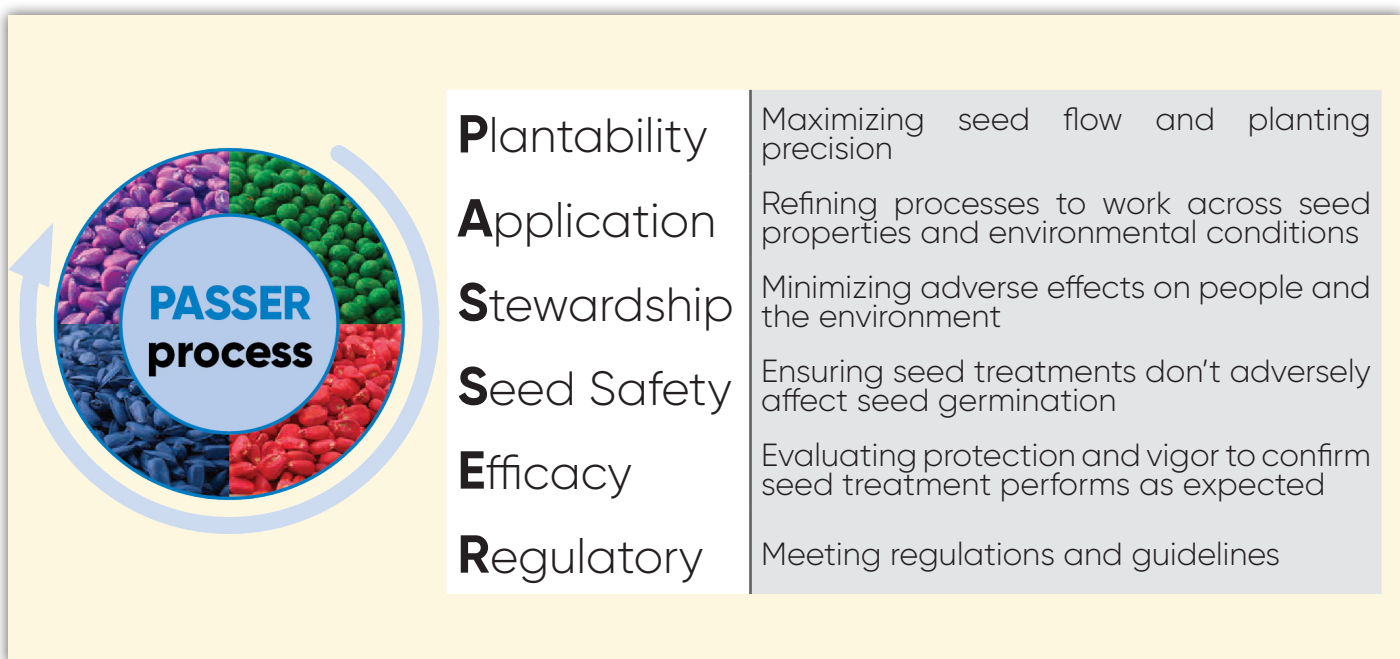 PASSER
process
Plantability
Maximizing seed flow and planting
precision
Application
Refining processes to work across seed
properties and environmental conditions
Stewardship
Minimizing adverse effects on people and
the environment
Seed Safety
Ensuring seed treatments don’t adversely
affect seed germination
Efficacy
Evaluating protection and vigor to confirm
seed treatment performs as expected
Regulatory
Meeting regulations and guidelines